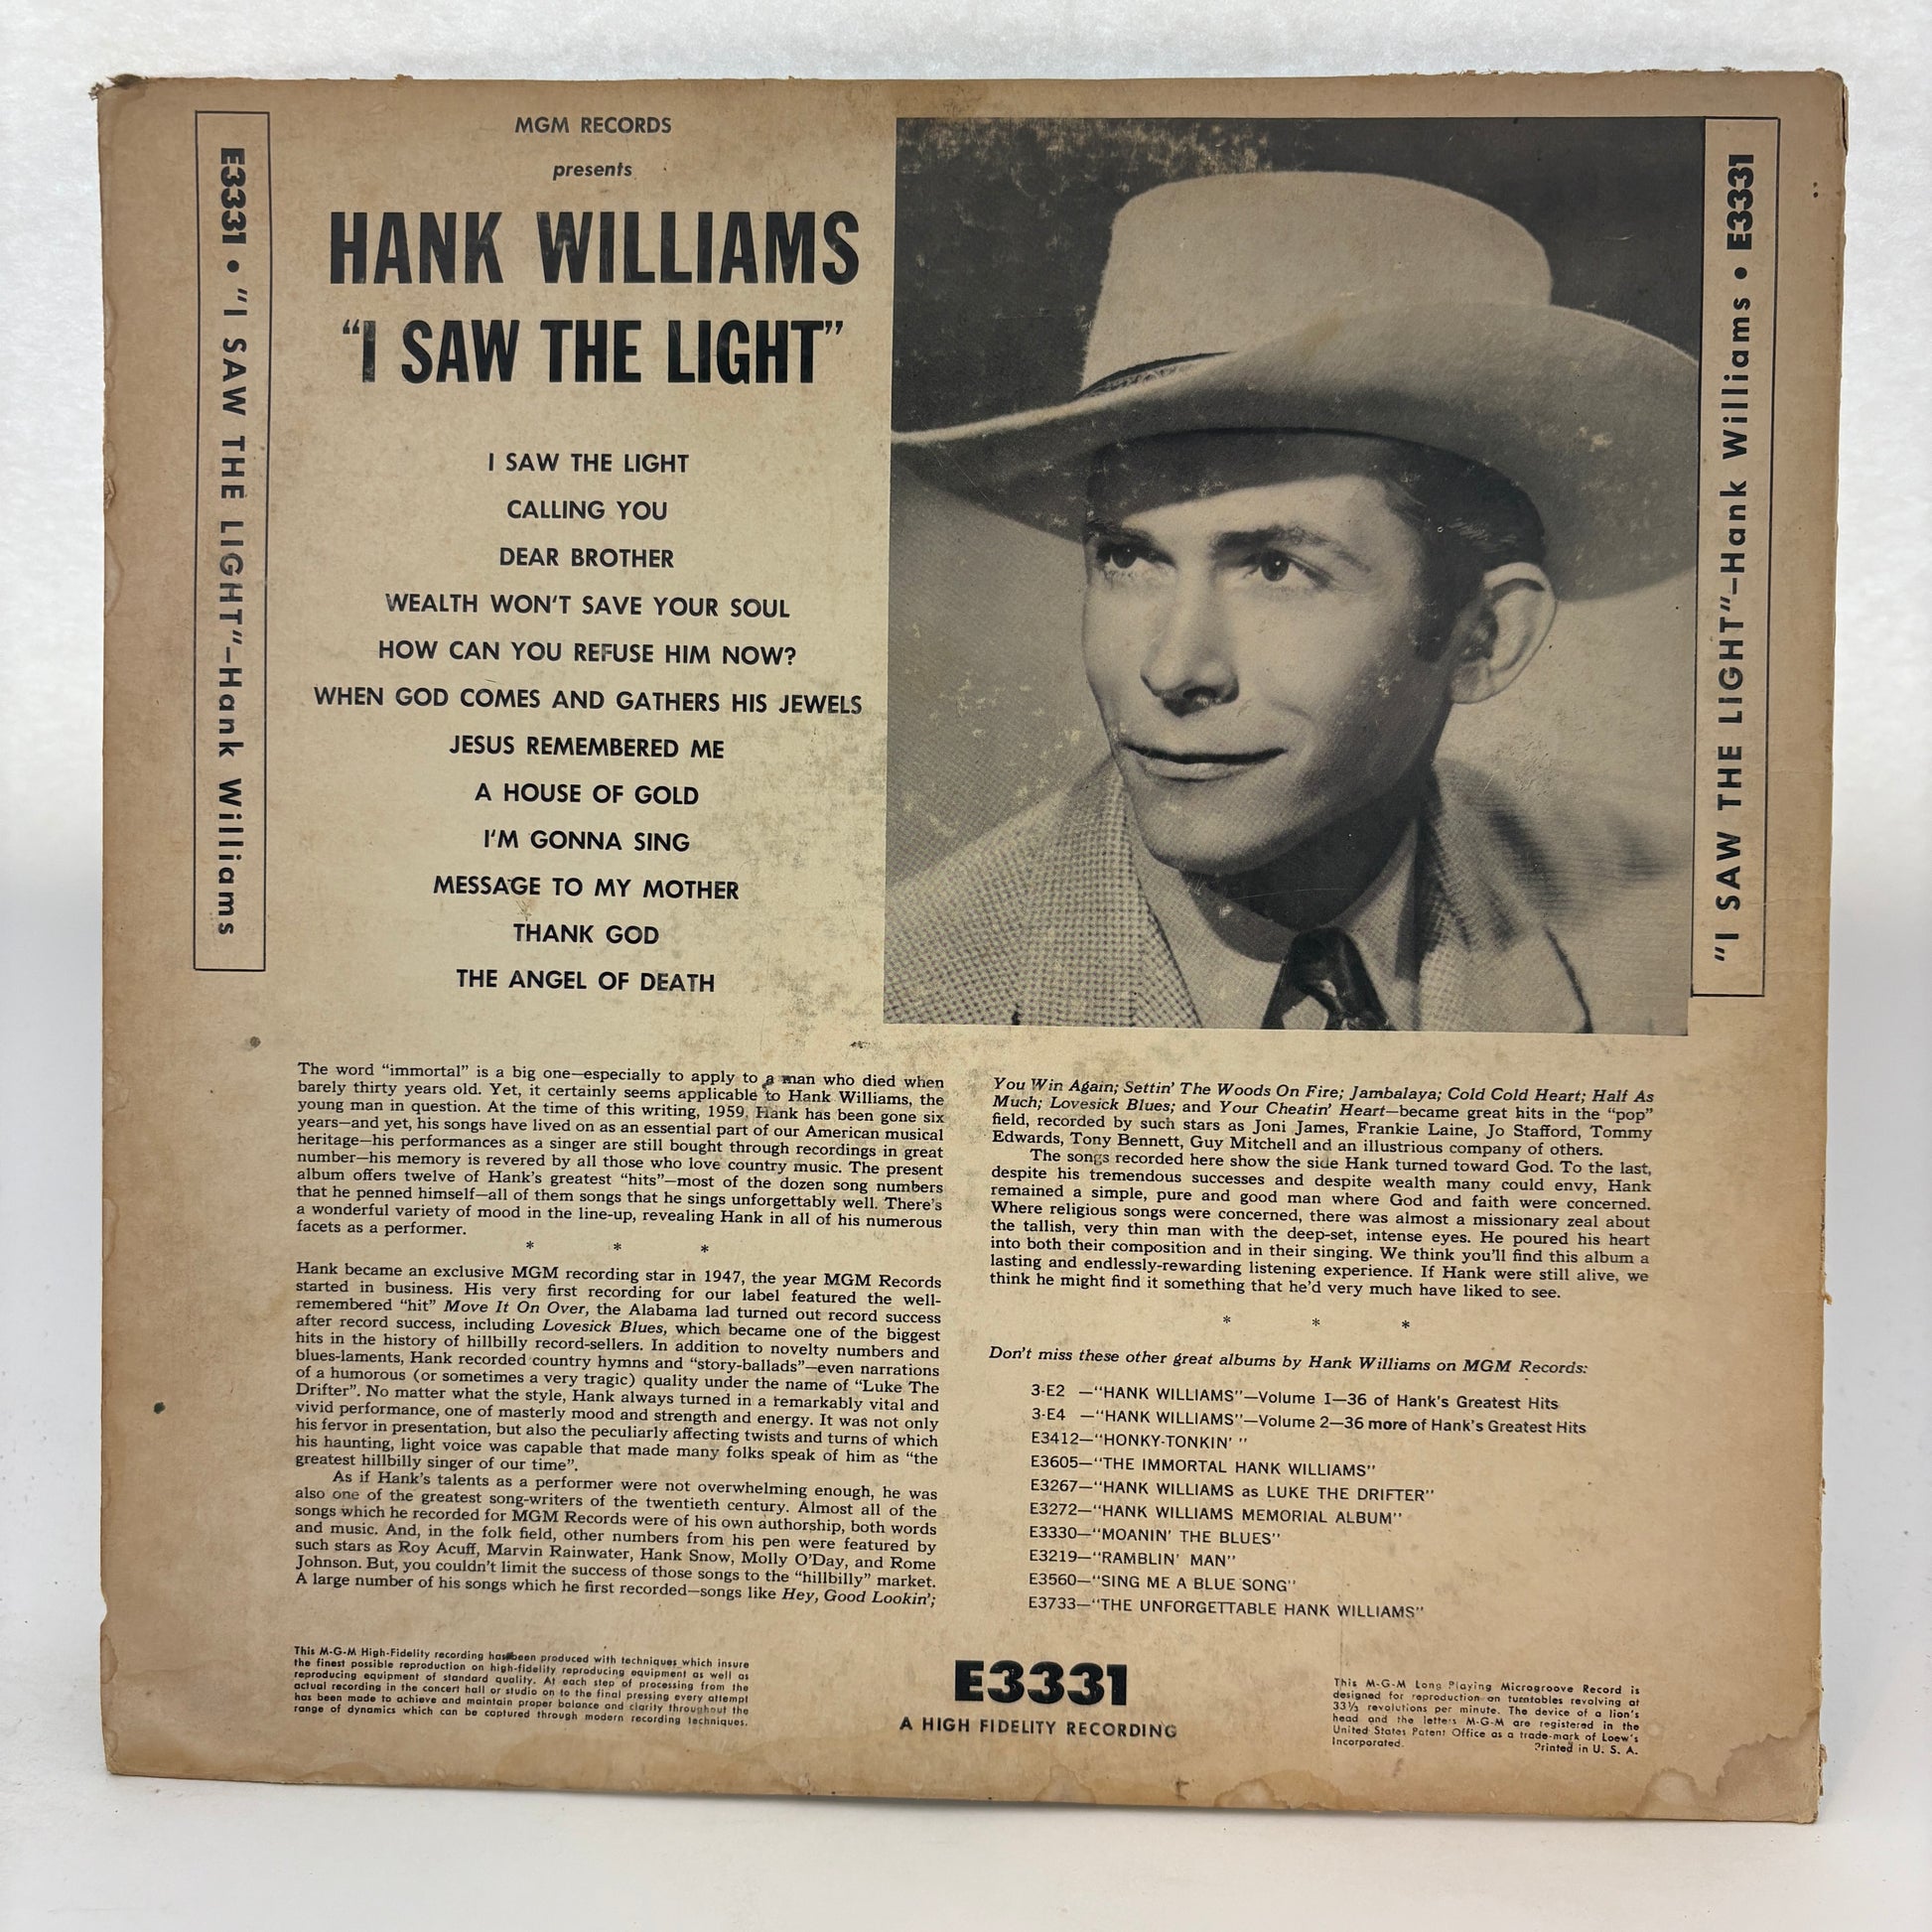 E3331 • "I SAW THE LIGHT"—Hank Williams
MGM RECORDS
presents
HANK WILLIAMS
"I SAW THE LIGHT"
I SAW THE LIGHT
CALLING YOU
DEAR BROTHER
WEALTH WON'T SAVE YOUR SOUL
HOW CAN YOU REFUSE HIM NOW?
WHEN GOD COMES AND GATHERS HIS JEWELS
JESUS REMEMBERED ME
A HOUSE OF GOLD
I'M GONNA SING
MESSAGE TO MY MOTHER
THANK GOD
THE ANGEL OF DEATH
"I SAW THE LIGHT"—Hank Williams • E3331
The word "immortal" is a big one—especially to apply to a man who died when
barely thirty years old. Yet, it certainly seems applicable to Hank Williams, the
young man in question. At the time of this writing, 1959, Hank has been gone six
years—and yet, his songs have lived on as an essential part of our American musical
heritage—his performances as a singer are still bought through recordings in great
number—his memory is revered by all those who love country music. The present
album offers twelve of Hank's greatest "hits"—most of the dozen song numbers
that he penned himself—all of them songs that he sings unforgettably well. There's
a wonderful variety of mood in the line-up, revealing Hank in all of his numerous
facets as a performer.
* * *
Hank became an exclusive MGM recording star in 1947, the year MGM Records
started in business. His very first recording for our label featured the well-
remembered "hit" Move It On Over, the Alabama lad turned out record success
after record success, including Lovesick Blues, which became one of the biggest
hits in the history of hillbilly record-sellers. In addition to novelty numbers and
blues-laments, Hank recorded country hymns and "story-ballads"—even narrations
of a humorous (or sometimes a very tragic) quality under the name of "Luke The
Drifter". No matter what the style, Hank always turned in a remarkably vital and
vivid performance, one of masterly mood and strength and energy. It was not only
his fervor in presentation, but also the peculiarly affecting twists and turns of which
his haunting, light voice was capable that made many folks speak of him as "the
greatest hillbilly singer of our time".
As if Hank's talents as a performer were not overwhelming enough, he was
also one of the greatest song-writers of the twentieth century. Almost all of the
songs which he recorded for MGM Records were of his own authorship, both words
and music. And, in the folk field, other numbers from his pen were featured by
such stars as Roy Acuff, Marvin Rainwater, Hank Snow, Molly O'Day, and Rome
Johnson. But, you couldn't limit the success of those songs to the "hillbilly" market.
A large number of his songs which he first recorded—songs like Hey, Good Lookin';
You Win Again; Settin' The Woods On Fire; Jambalaya; Cold Cold Heart; Half As
Much; Lovesick Blues; and Your Cheatin' Heart—became great hits in the "pop"
field, recorded by such stars as Joni James, Frankie Laine, Jo Stafford, Tommy
Edwards, Tony Bennett, Guy Mitchell and an illustrious company of others.
The songs recorded here show the side Hank turned toward God. To the last,
despite his tremendous successes and despite wealth many could envy, Hank
remained a simple, pure and good man where God and faith were concerned.
Where religious songs were concerned, there was almost a missionary zeal about
the tallish, very thin man with the deep-set, intense eyes. He poured his heart
into both their composition and in their singing. We think you'll find this album a
lasting and endlessly-rewarding listening experience. If Hank were still alive, we
think he might find it something that he'd very much have liked to see.
* * *
Don't miss these other great albums by Hank Williams on MGM Records:
3-E2 —"HANK WILLIAMS"—Volume 1—36 of Hank's Greatest Hits
3-E4 —"HANK WILLIAMS"—Volume 2—36 more of Hank's Greatest Hits
E3412—"HONKY-TONKIN' "
E3605—"THE IMMORTAL HANK WILLIAMS"
E3267—"HANK WILLIAMS as LUKE THE DRIFTER"
E3272—"HANK WILLIAMS MEMORIAL ALBUM"
E3330—"MOANIN' THE BLUES"
E3219—"RAMBLIN' MAN"
E3560—"SING ME A BLUE SONG"
E3733—"THE UNFORGETTABLE HANK WILLIAMS"
This M-G-M High-Fidelity recording has been produced with techniques which insure
the finest possible reproduction on high-fidelity reproducing equipment as well as
reproducing equipment of standard quality. At each step of processing from the
actual recording in the concert hall or studio on to the final pressing every attempt
has been made to achieve and maintain proper balance and clarity throughout the
range of dynamics which can be captured through modern recording techniques.
E3331
A HIGH FIDELITY RECORDING
This M-G-M Long Playing Microgroove Record is
designed for reproduction on turntables revolving at
33⅓ revolutions per minute. The device of a lion's
head and the letters M-G-M are registered in the
United States Patent Office as a trade-mark of Loew's
Incorporated. Printed in U. S. A.